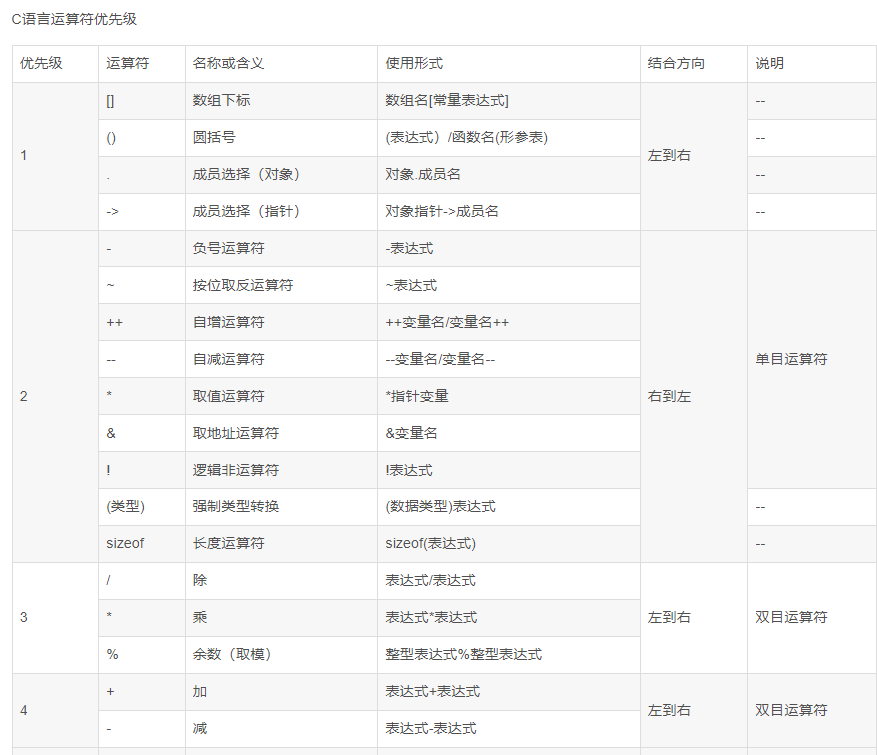 C语言运算符优先级
优先级 运算符 名称或含义 使用形式 结合方向 说明
1 [] 数组下标 数组名[常量表达式] 左到右 --
() 圆括号 (表达式）/函数名(形参表) --
. 成员选择（对象） 对象.成员名 --
-> 成员选择（指针） 对象指针->成员名 --
2 - 负号运算符 -表达式 右到左 单目运算符
~ 按位取反运算符 ~表达式
++ 自增运算符 ++变量名/变量名++
-- 自减运算符 --变量名/变量名--
* 取值运算符 *指针变量
& 取地址运算符 &变量名
! 逻辑非运算符 !表达式
(类型) 强制类型转换 (数据类型)表达式 --
sizeof 长度运算符 sizeof(表达式) --
3 / 除 表达式/表达式 左到右 双目运算符
* 乘 表达式*表达式
% 余数（取模） 整型表达式%整型表达式
4 + 加 表达式+表达式 左到右 双目运算符
- 减 表达式-表达式